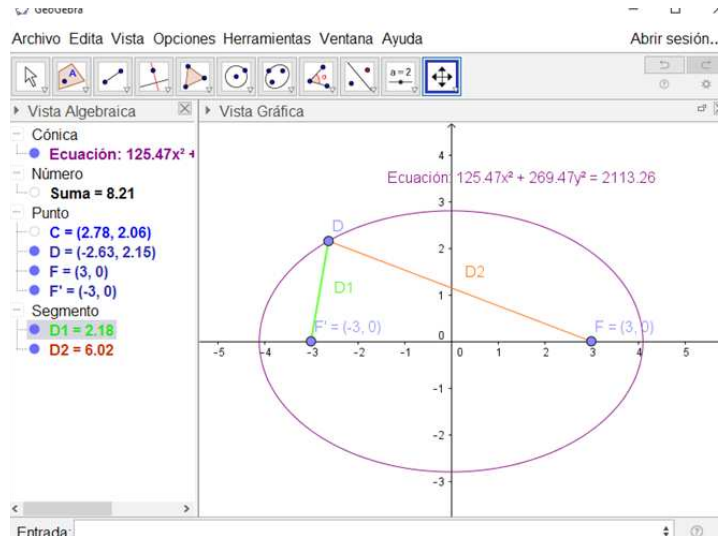 GeoGebra
Archivo Edita Vista Opciones Herramientas Ventana Ayuda
Abrir sesión...
A
a=2
Vista Algebraica
Vista Gráfica
Cónica
Ecuación: 125.47x² +
Número
Suma = 8.21
Punto
C = (2.78, 2.06)
D = (-2.63, 2.15)
F = (3, 0)
F' = (-3, 0)
Segmento
D1 = 2.18
D2 = 6.02
Ecuación: 125.47x² + 269.47y² = 2113.26
D
D1
D2
F' = (-3, 0)
F = (3, 0)
4
3
2
1
0
-1
-2
-3
-5 -4 -3 -2 -1 0 1 2 3 4 5
Entrada: